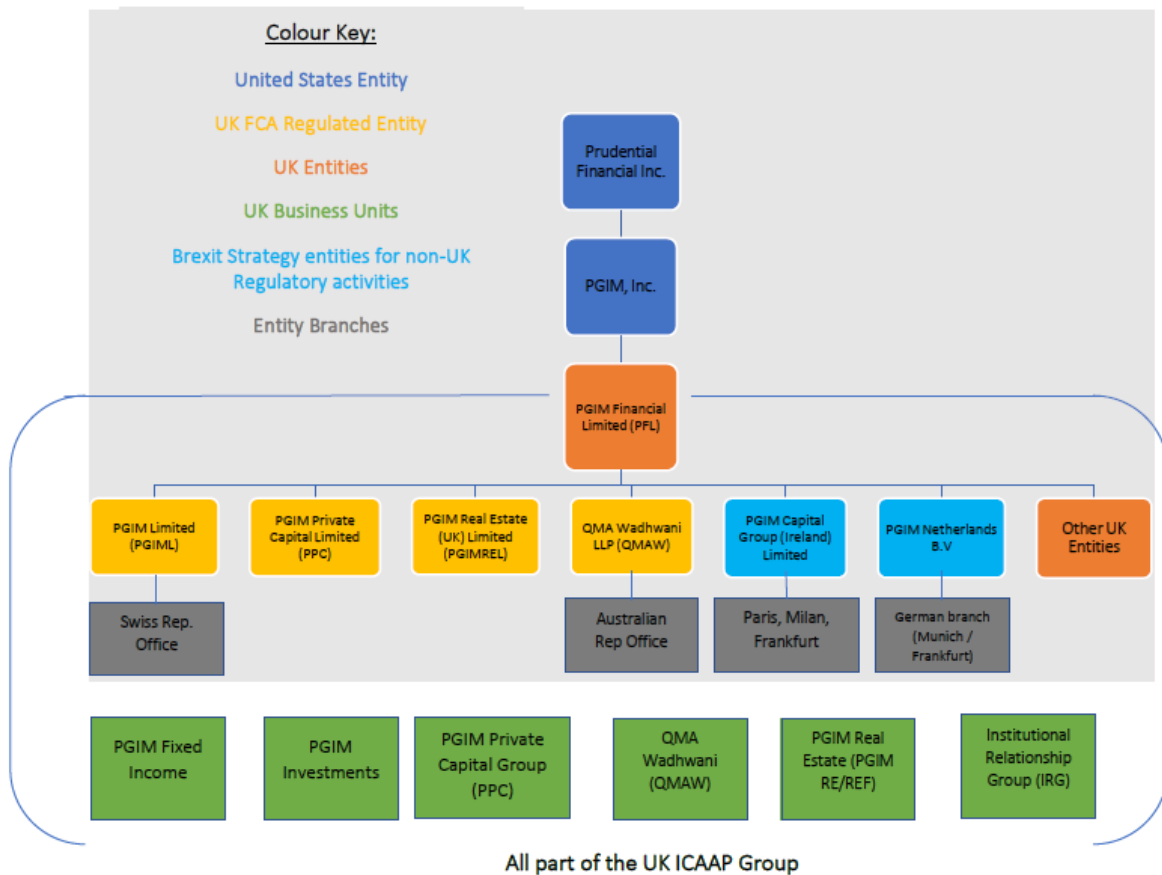 Colour Key:
United States Entity
UK FCA Regulated Entity
UK Entities
UK Business Units
Brexit Strategy entities for non-UK
Regulatory activities
Entity Branches
Prudential
Financial Inc.
PGIM, Inc.
PGIM Financial
Limited (PFL)
PGIM Limited
(PGIML)
PGIM Private
Capital Limited
(PPC)
PGIM Real Estate
(UK) Limited
(PGIMREL)
QMA Wadhwani
LLP (QMAW)
PGIM Capital
Group (Ireland)
Limited
PGIM Netherlands
B.V
Other UK
Entities
Swiss Rep.
Office
Australian
Rep Office
Paris, Milan,
Frankfurt
German branch
(Munich /
Frankfurt)
PGIM Fixed
Income
PGIM
Investments
PGIM Private
Capital Group
(PPC)
QMA
Wadhwani
(QMAW)
PGIM Real
Estate (PGIM
RE/REF)
Institutional
Relationship
Group (IRG)
All part of the UK ICAAP Group